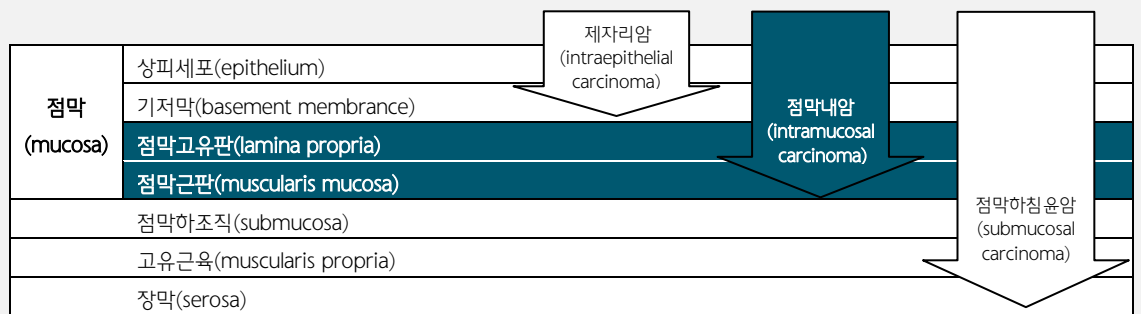 제자리암
(intraepithelial
carcinoma)
상피세포(epithelium)
기저막(basement membrance)
점막
(mucosa)
점막고유판(lamina propria)
점막근판(muscularis mucosa)
점막내암
(intramucosal
carcinoma)
점막하조직(submucosa)
고유근육(muscularis propria)
장막(serosa)
점막하침윤암
(submucosal
carcinoma)